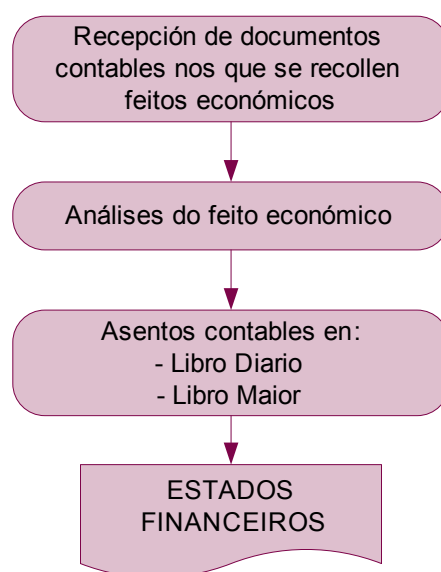 Recepción de documentos
contables nos que se recollen
feitos económicos
Análises do feito económico
Asentos contables en:
- Libro Diario
- Libro Maior
ESTADOS
FINANCEIROS